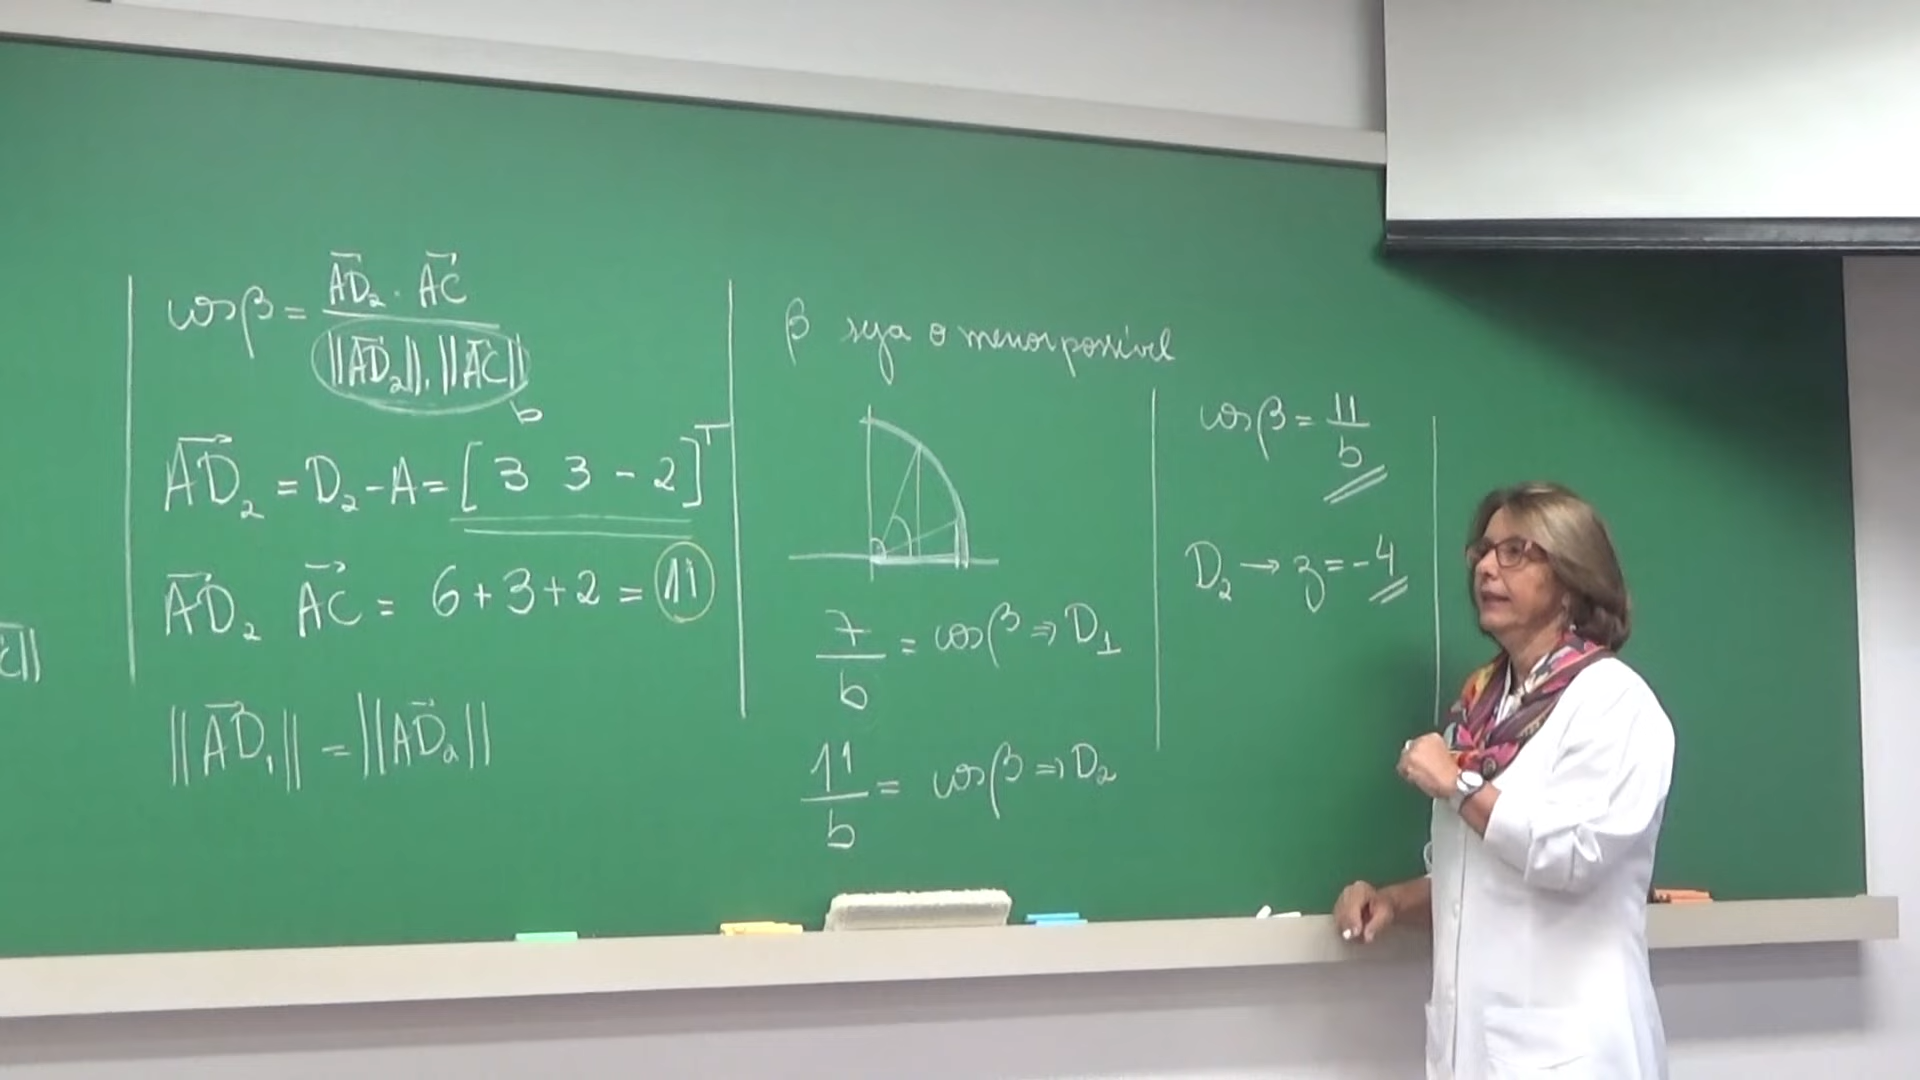 cos β = AD₂ . AC
||AD₂|| . ||AC||
b
AD₂ = D₂ - A = [ 3 3 -2 ]ᵀ
AD₂ AC = 6 + 3 + 2 = 11
||AD₁|| = ||AD₂||
C||
β seja o menor possível
7/b = cos β ⇒ D₁
11/b = cos β ⇒ D₂
cos β = 11/b
D₂ → z = -4